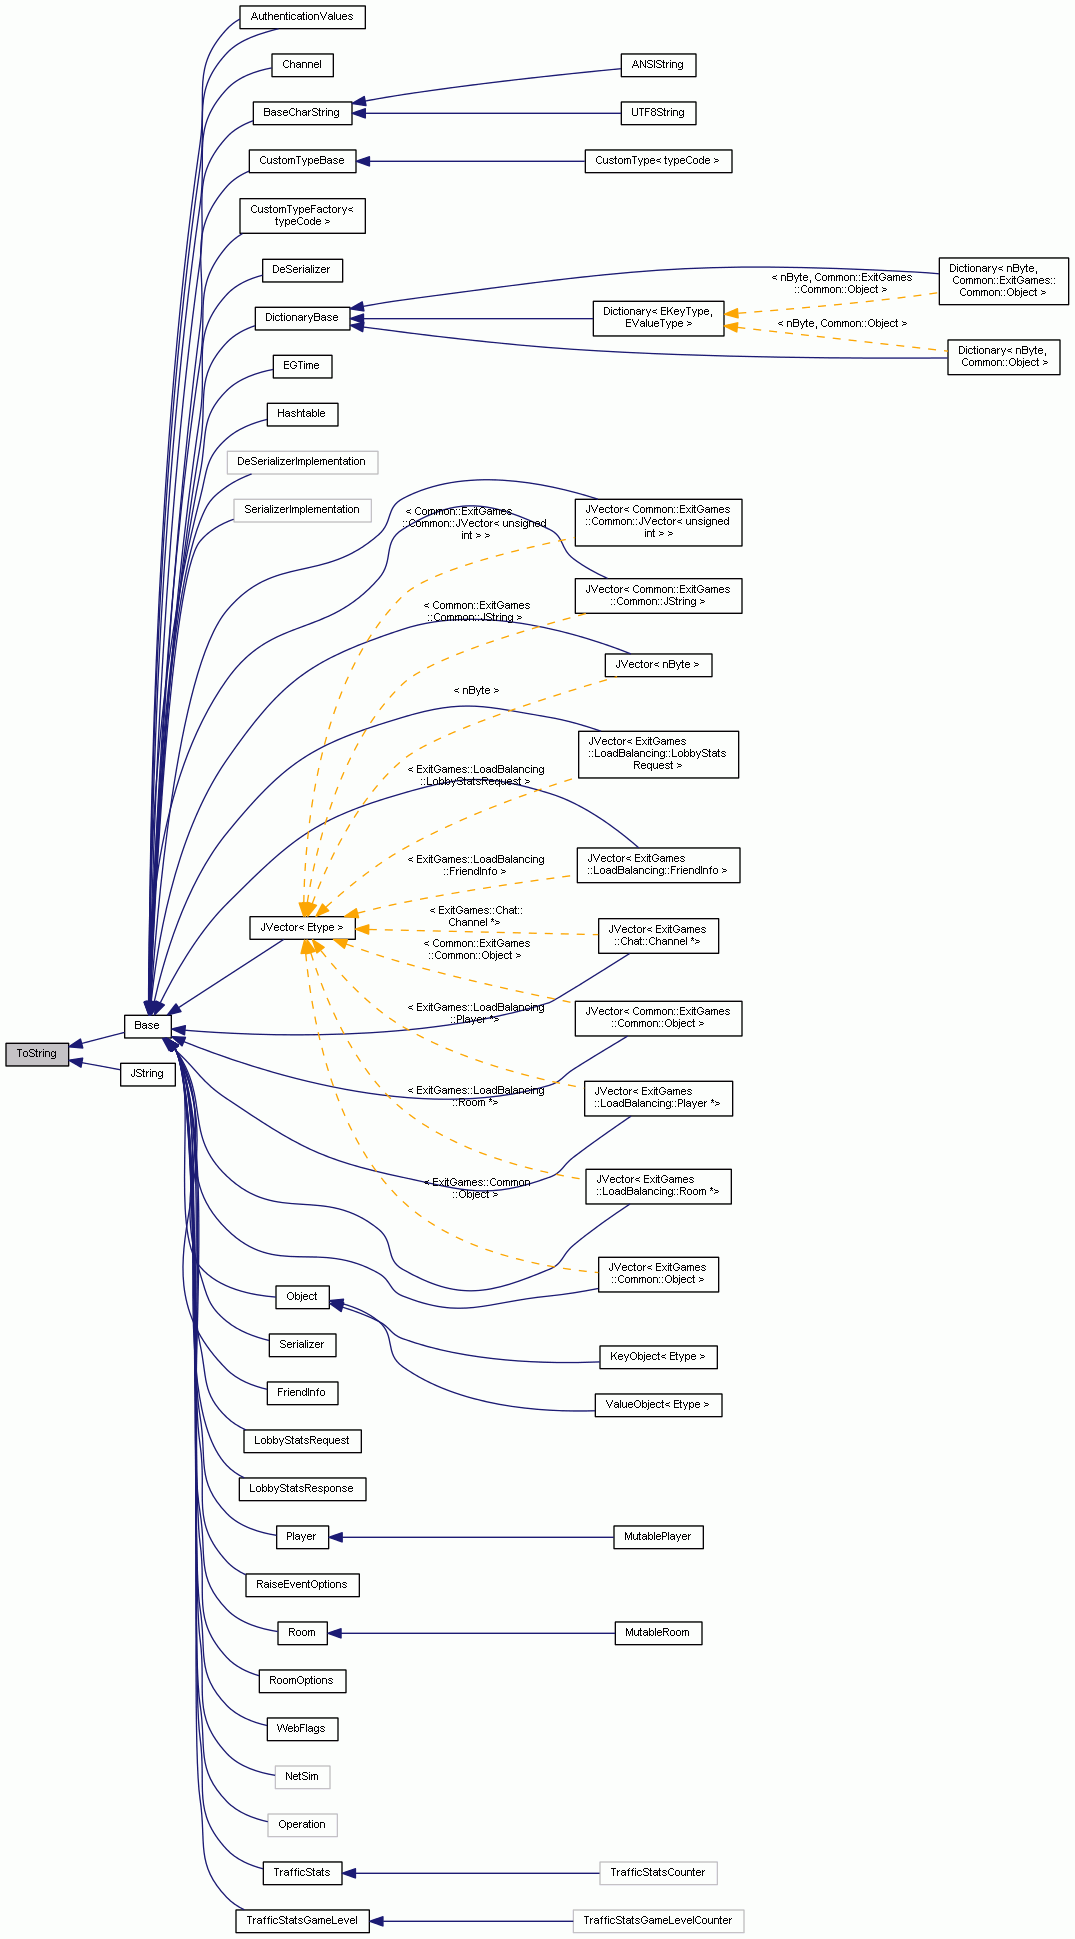 AuthenticationValues
Channel
ANSIString
BaseCharString
UTF8String
CustomTypeBase
CustomType< typeCode >
CustomTypeFactory<
typeCode >
DeSerializer
DictionaryBase
Dictionary< EKeyType,
EValueType >
< nByte, Common::ExitGames
::Common::Object >
Dictionary< nByte,
Common::ExitGames::
Common::Object >
< nByte, Common::Object >
Dictionary< nByte,
Common::Object >
EGTime
Hashtable
DeSerializerImplementation
SerializerImplementation
< Common::ExitGames
::Common::JVector< unsigned
int > >
JVector< Common::ExitGames
::Common::JVector< unsigned
int > >
JVector< Common::ExitGames
::Common::JString >
< Common::ExitGames
::Common::JString >
JVector< nByte >
< nByte >
JVector< ExitGames
::LoadBalancing::LobbyStats
Request >
< ExitGames::LoadBalancing
::LobbyStatsRequest >
< ExitGames::LoadBalancing
::FriendInfo >
JVector< ExitGames
::LoadBalancing::FriendInfo >
JVector< Etype >
< ExitGames::Chat::
Channel *>
JVector< ExitGames
::Chat::Channel *>
< Common::ExitGames
::Common::Object >
JVector< Common::ExitGames
::Common::Object >
< ExitGames::LoadBalancing
::Player *>
Base
ToString
JString
JVector< ExitGames
::LoadBalancing::Player *>
< ExitGames::LoadBalancing
::Room *>
JVector< ExitGames
::LoadBalancing::Room *>
< ExitGames::Common
::Object >
JVector< ExitGames
::Common::Object >
Object
Serializer
KeyObject< Etype >
FriendInfo
ValueObject< Etype >
LobbyStatsRequest
LobbyStatsResponse
Player
MutablePlayer
RaiseEventOptions
Room
MutableRoom
RoomOptions
WebFlags
NetSim
Operation
TrafficStats
TrafficStatsCounter
TrafficStatsGameLevel
TrafficStatsGameLevelCounter